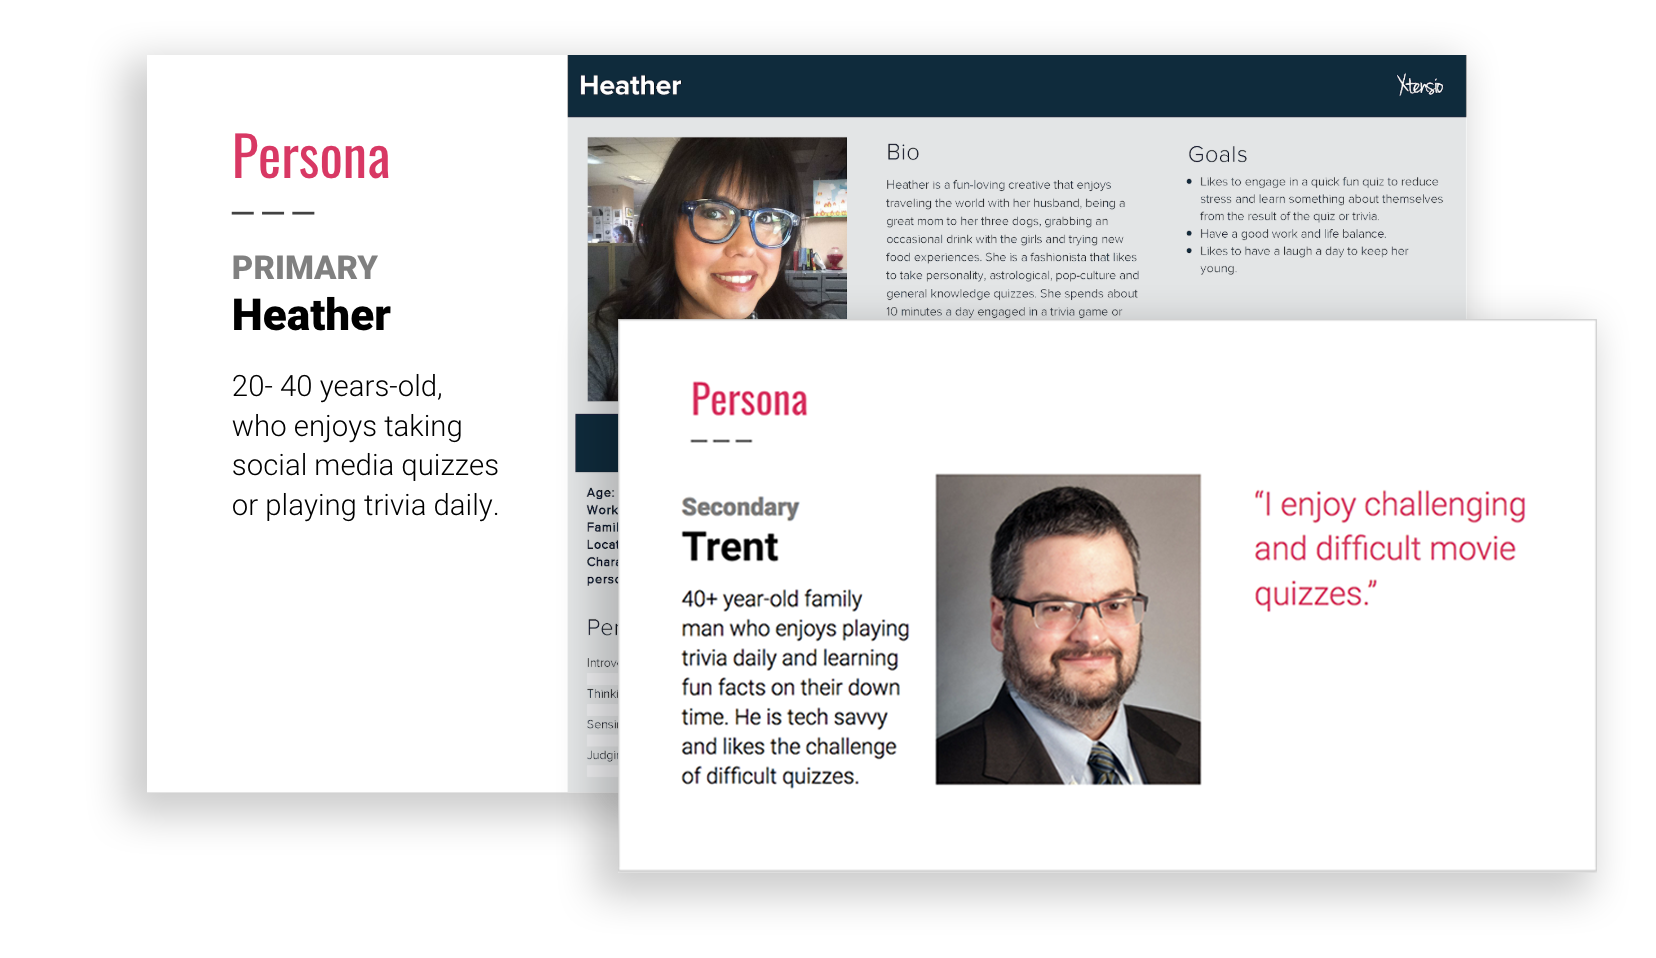 Persona
PRIMARY
Heather
20- 40 years-old,
who enjoys taking
social media quizzes
or playing trivia daily.
Heather
Xtensio
Bio
Heather is a fun-loving creative that enjoys
traveling the world with her husband, being a
great mom to her three dogs, grabbing an
occasional drink with the girls and trying new
food experiences. She is a fashionista that likes
to take personality, astrological, pop-culture and
general knowledge quizzes. She spends about
10 minutes a day engaged in a trivia game or
Goals
• Likes to engage in a quick fun quiz to reduce
stress and learn something about themselves
from the result of the quiz or trivia.
• Have a good work and life balance.
• Likes to have a laugh a day to keep her
young.
Age:
Work
Famil
Locat
Chara
perso
Per
Introv
Thinki
Sensi
Judgi
Persona
Secondary
Trent
40+ year-old family
man who enjoys playing
trivia daily and learning
fun facts on their down
time. He is tech savvy
and likes the challenge
of difficult quizzes.
“I enjoy challenging
and difficult movie
quizzes.”